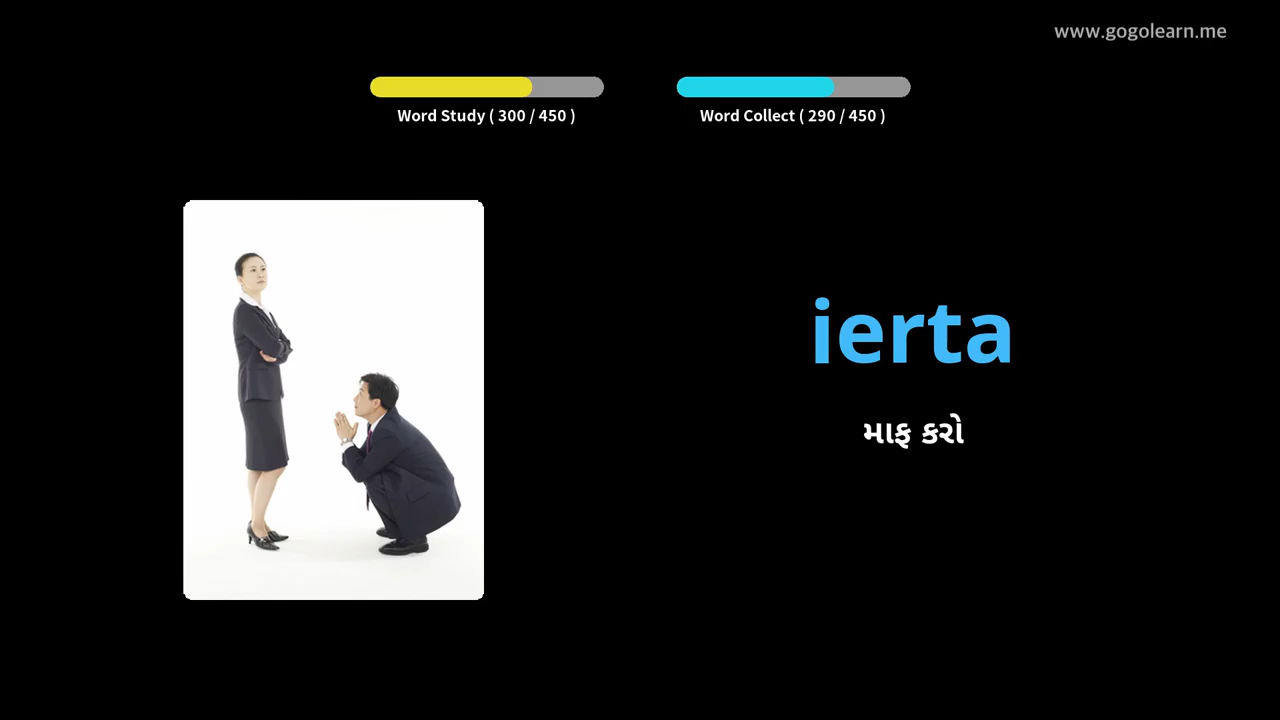 www.gogolearn.me
Word Study ( 300 / 450 )
Word Collect ( 290 / 450 )
ierta
માફ કરો